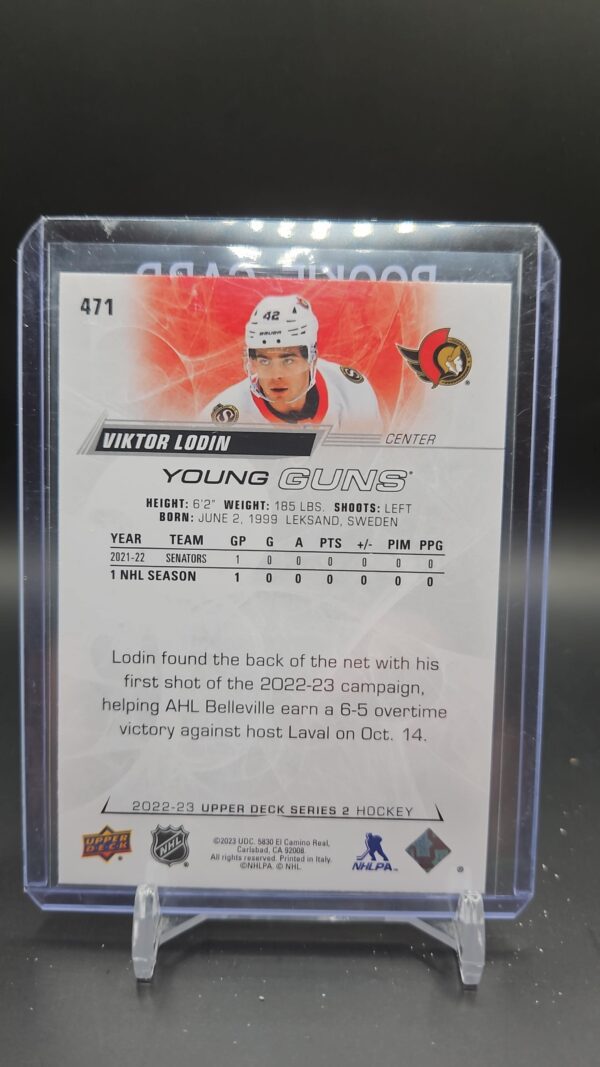 ROOKIE CARD
471
42
BAUER
VIKTOR LODIN
CENTER
YOUNG GUNS®
HEIGHT: 6'2" WEIGHT: 185 LBS. SHOOTS: LEFT
BORN: JUNE 2, 1999 LEKSAND, SWEDEN
YEAR TEAM GP G A PTS +/- PIM PPG
2021-22 SENATORS 1 0 0 0 0 0 0
1 NHL SEASON 1 0 0 0 0 0 0
Lodin found the back of the net with his
first shot of the 2022-23 campaign,
helping AHL Belleville earn a 6-5 overtime
victory against host Laval on Oct. 14.
2022-23 UPPER DECK SERIES 2 HOCKEY
UPPER DECK
NHL
©2023 UDC. 5830 El Camino Real,
Carlsbad, CA 92008.
All rights reserved. Printed in Italy.
©NHLPA © NHL
NHLPA™